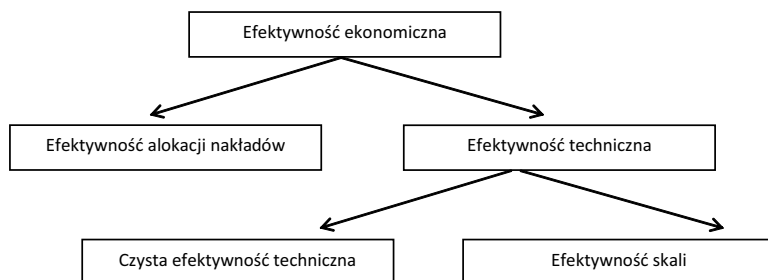 Efektywność ekonomiczna
Efektywność alokacji nakładów
Efektywność techniczna
Czysta efektywność techniczna
Efektywność skali